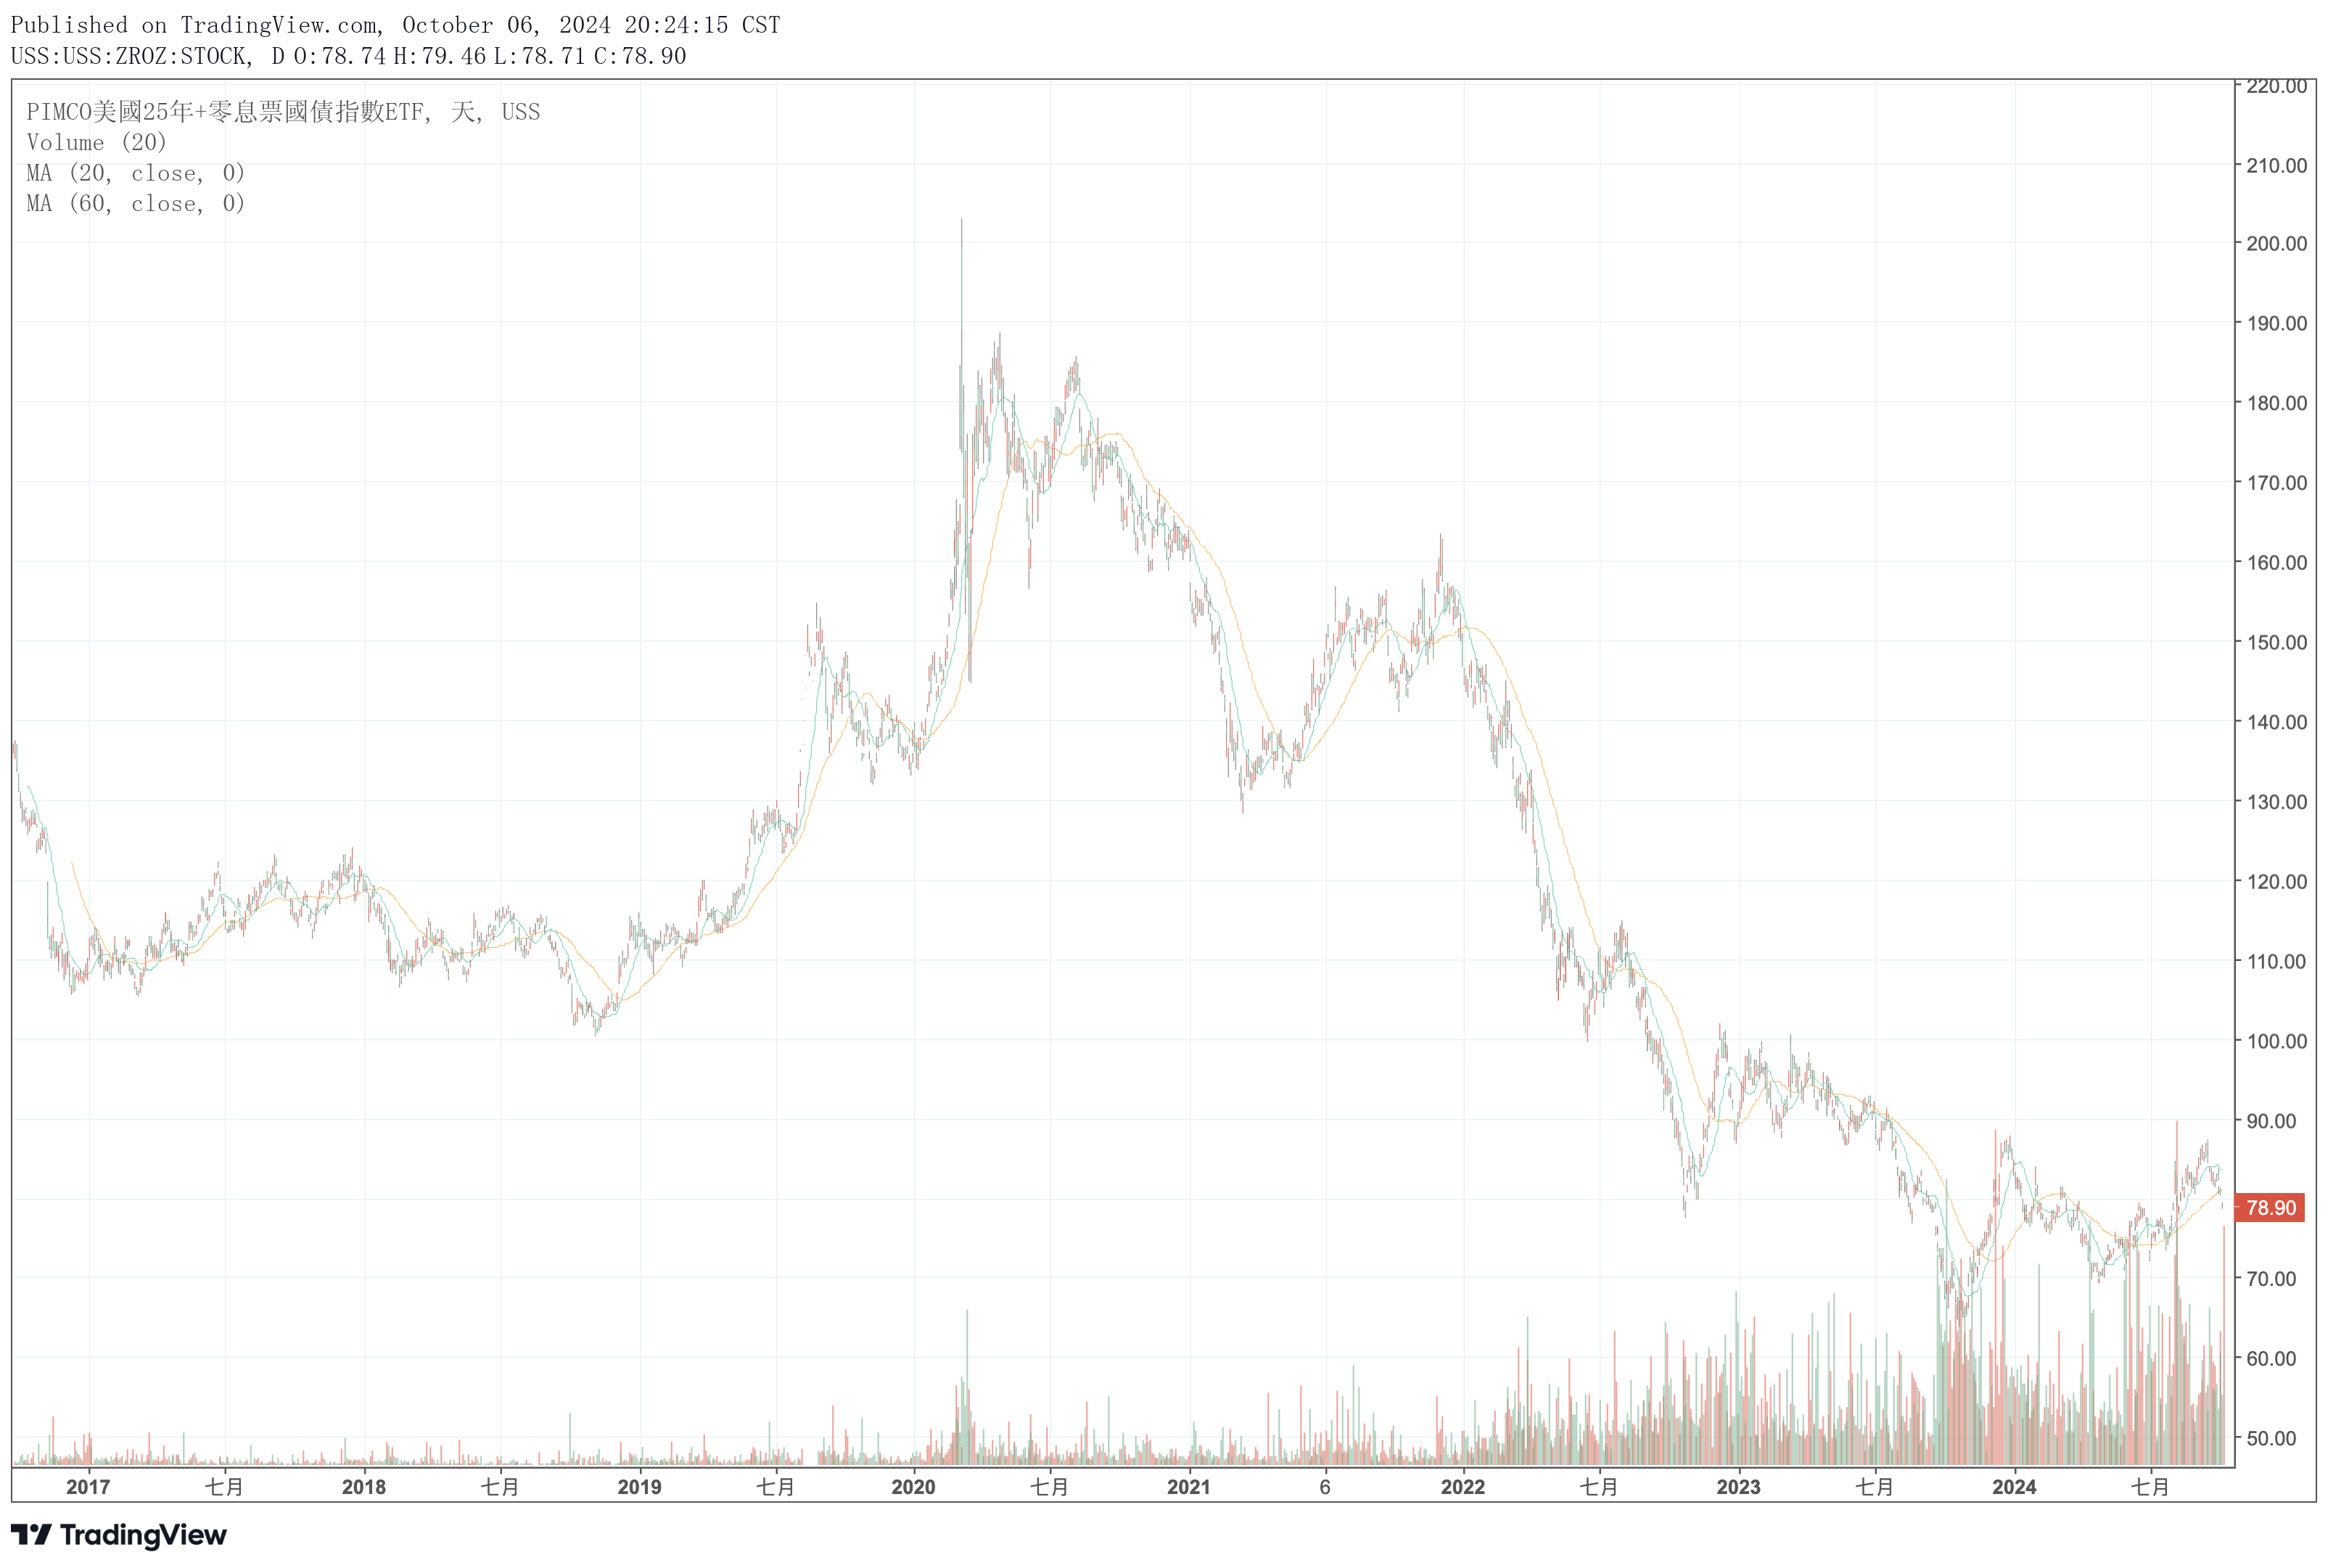 Published on TradingView.com, October 06, 2024 20:24:15 CST
USS:USS:ZROZ:STOCK, D O:78.74 H:79.46 L:78.71 C:78.90
PIMCO美國25年+零息票國債指數ETF, 天, USS
Volume (20)
MA (20, close, 0)
MA (60, close, 0)
220.00
210.00
200.00
190.00
180.00
170.00
160.00
150.00
140.00
130.00
120.00
110.00
100.00
90.00
78.90
70.00
60.00
50.00
2017 七月 2018 七月 2019 七月 2020 七月 2021 6 2022 七月 2023 七月 2024 七月
TradingView